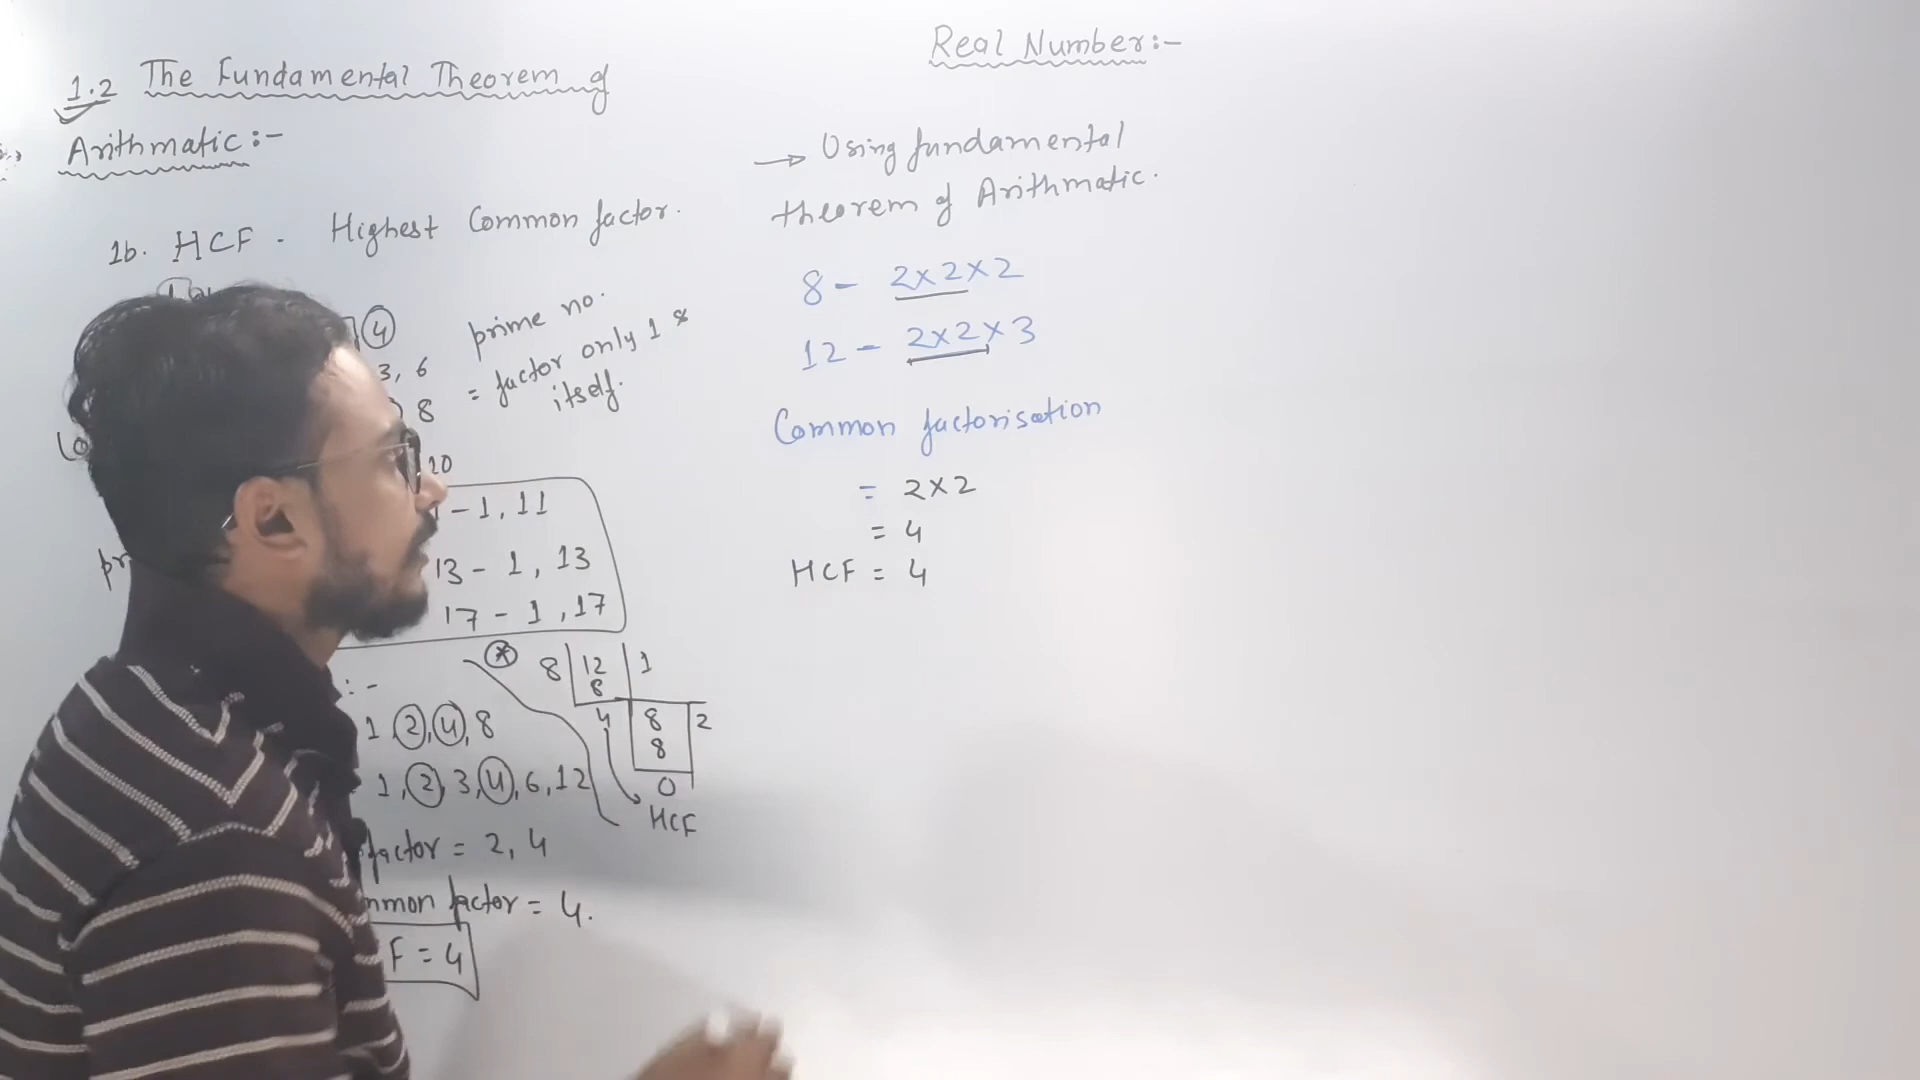 Real Number:-
1.2 The Fundamental Theorem of
Arithmatic:-
1b. HCF - Highest Common factor.
4
3, 6
8
20
prime no.
= factor only 1 &
itself.
- 1, 11
13 - 1, 13
17 - 1, 17
: -
1 2, 4, 8
1, 2, 3, 4, 6, 12
factor = 2, 4
factor = 4.
F = 4
* 8 12 1
8
4 8 2
8
0
HCF
→ Using fundamental
theorem of Arithmatic.
8 - 2×2×2
12 - 2×2×3
Common factorisation
= 2×2
= 4
HCF = 4